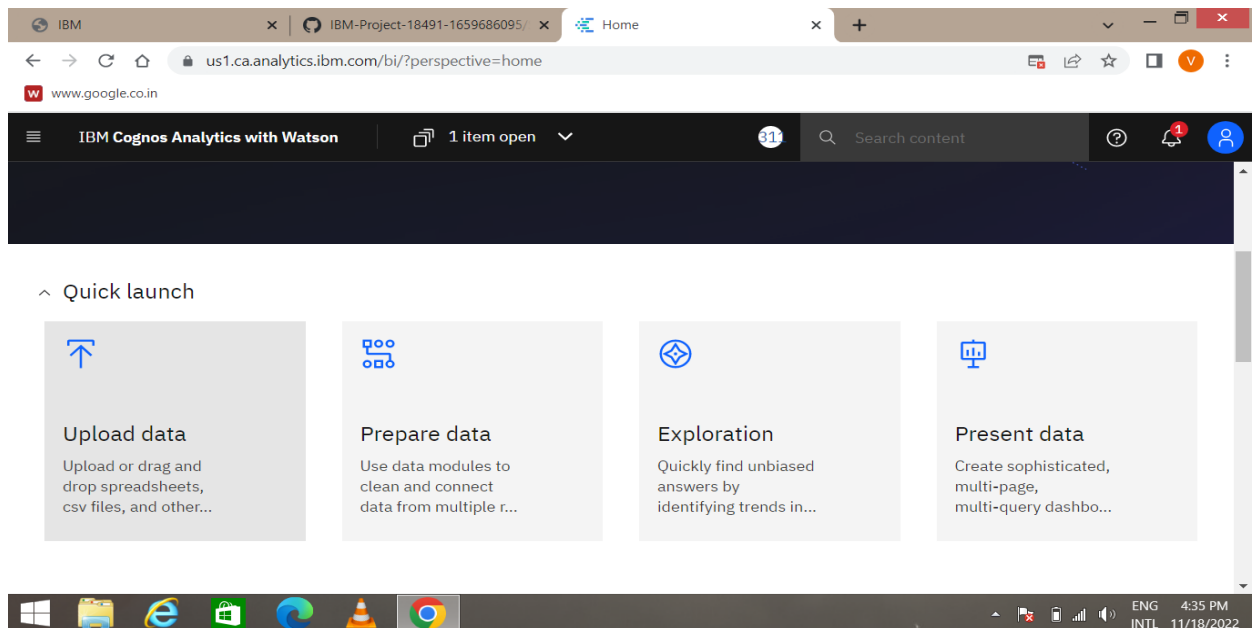 IBM
IBM-Project-18491-1659686095/
Home
us1.ca.analytics.ibm.com/bi/?perspective=home
V
W www.google.co.in
IBM Cognos Analytics with Watson
1 item open
311
Search content
1
Quick launch
Upload data
Upload or drag and
drop spreadsheets,
csv files, and other...
Prepare data
Use data modules to
clean and connect
data from multiple r...
Exploration
Quickly find unbiased
answers by
identifying trends in...
Present data
Create sophisticated,
multi-page,
multi-query dashbo...
ENG 4:35 PM
INTL 11/18/2022